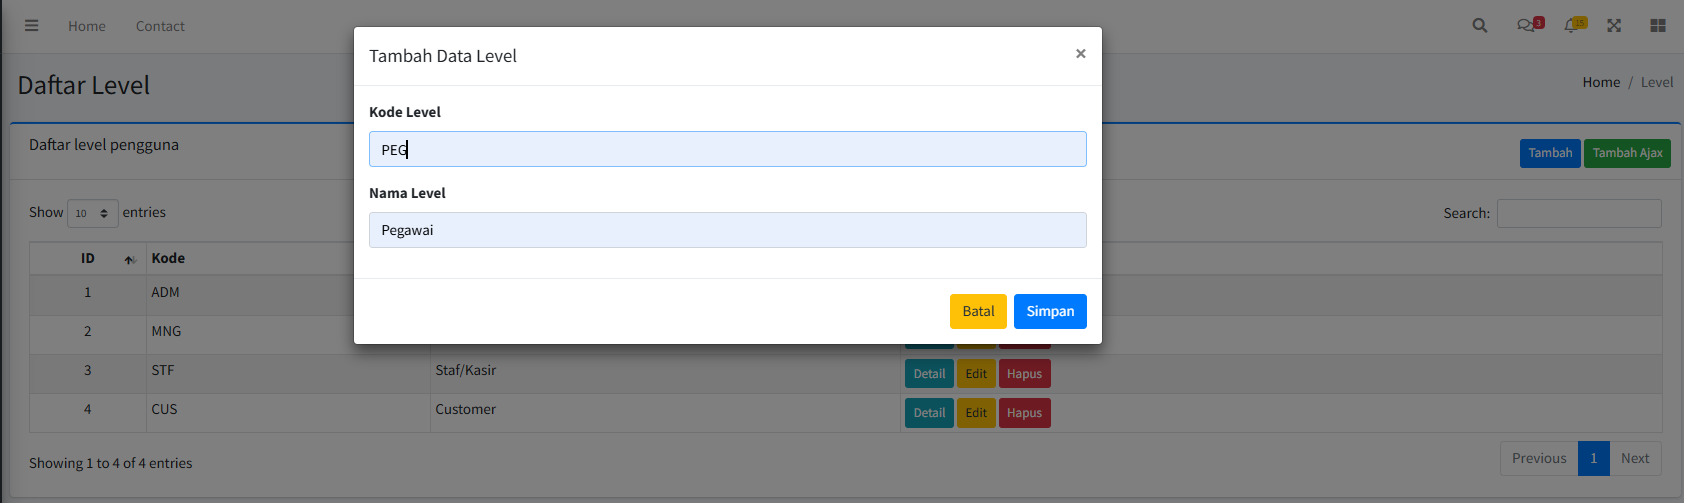 Home Contact
3 15
Tambah Data Level ×
Daftar Level
Home / Level
Kode Level
PEG
Daftar level pengguna
Tambah Tambah Ajax
Nama Level
Pegawai
Show 10 entries
Search:
ID Kode
1 ADM
Batal Simpan
2 MNG
3 STF Staf/Kasir Detail Edit Hapus
4 CUS Customer Detail Edit Hapus
Showing 1 to 4 of 4 entries
Previous 1 Next